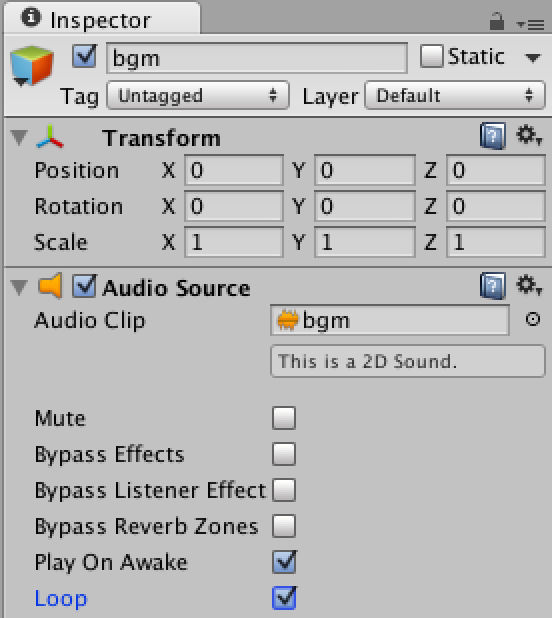 Inspector
bgm Static
Tag Untagged Layer Default
Transform
Position X 0 Y 0 Z 0
Rotation X 0 Y 0 Z 0
Scale X 1 Y 1 Z 1
Audio Source
Audio Clip bgm
This is a 2D Sound.
Mute
Bypass Effects
Bypass Listener Effect
Bypass Reverb Zones
Play On Awake
Loop